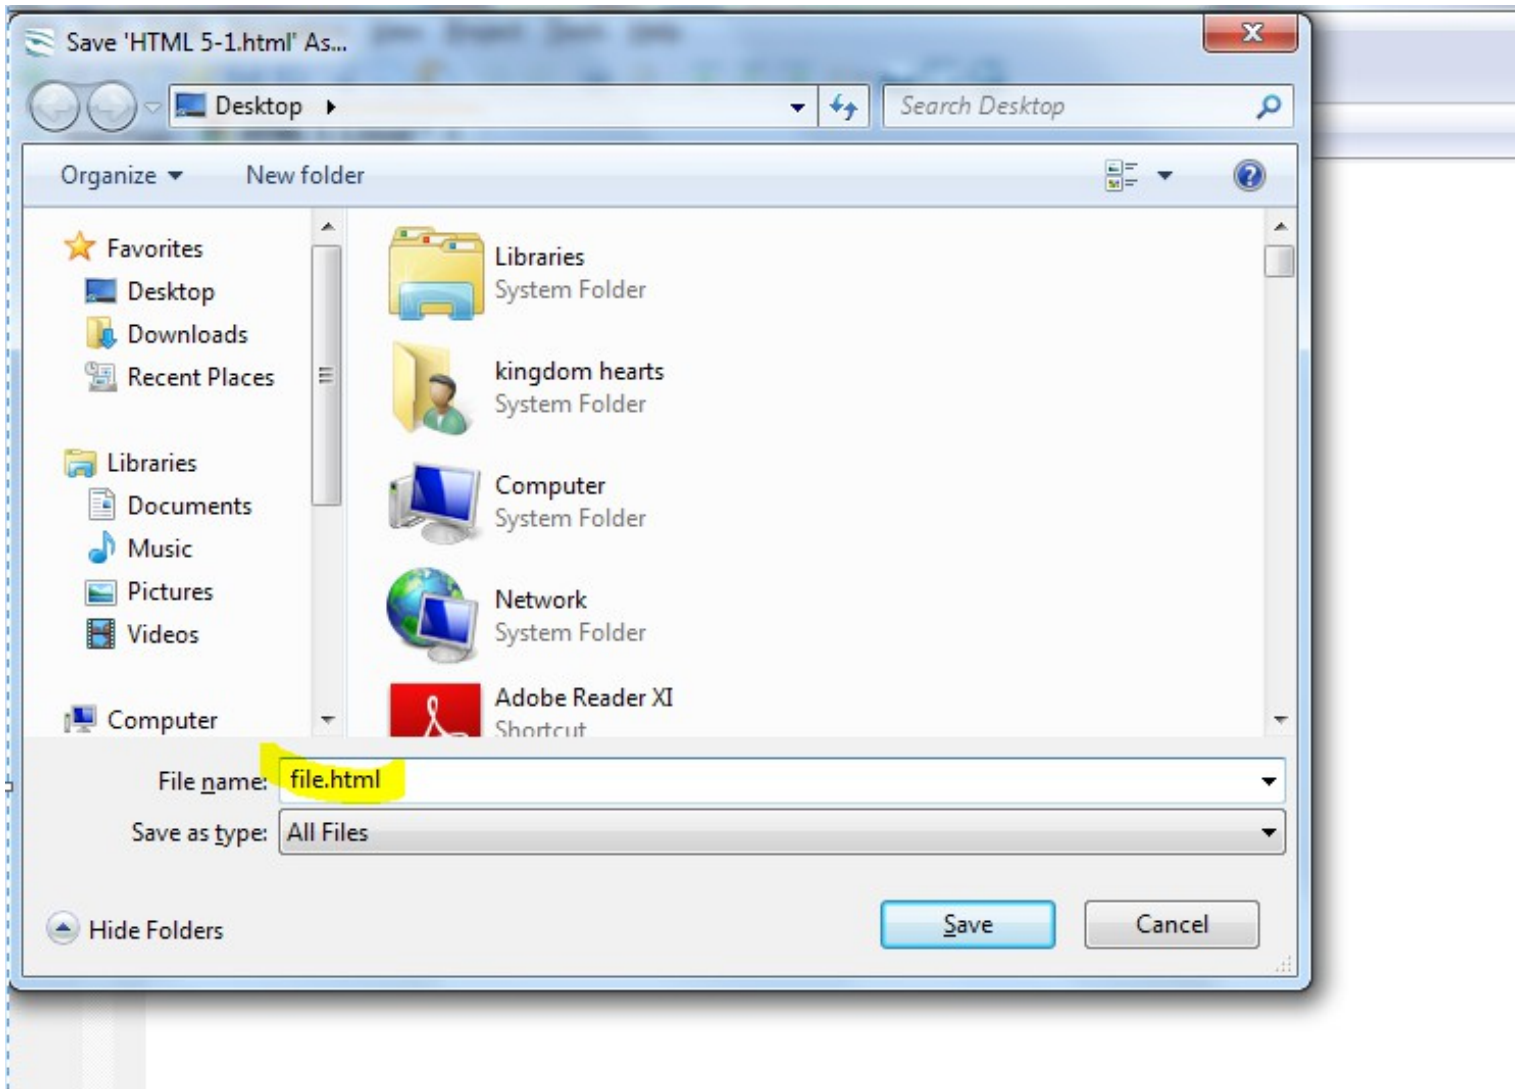 Save 'HTML 5-1.html' As...
Desktop
Search Desktop
Organize
New folder
Favorites
Desktop
Downloads
Recent Places
Libraries
Documents
Music
Pictures
Videos
Computer
Libraries
System Folder
kingdom hearts
System Folder
Computer
System Folder
Network
System Folder
Adobe Reader XI
Shortcut
File name: file.html
Save as type: All Files
Hide Folders
Save
Cancel